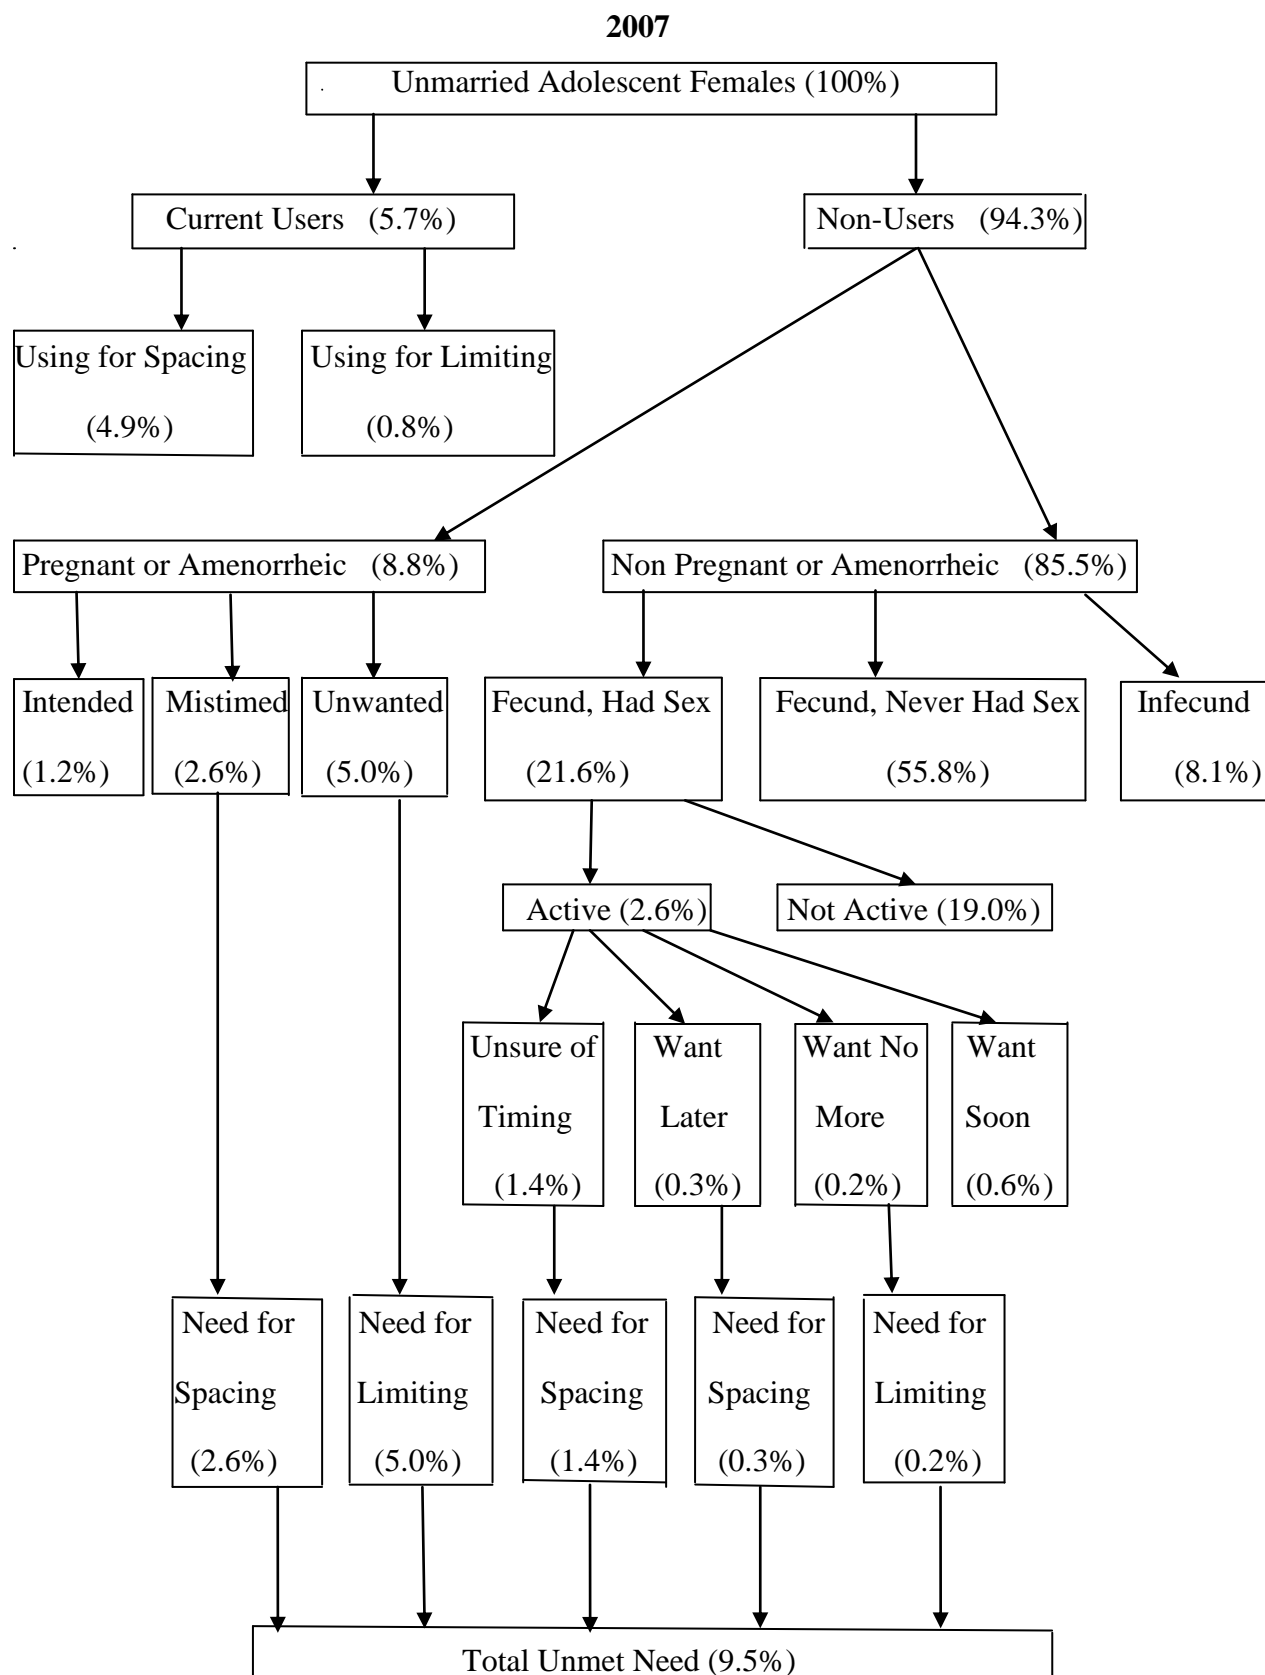 2007
Unmarried Adolescent Females (100%)
Current Users (5.7%)
Non-Users (94.3%)
Using for Spacing
(4.9%)
Using for Limiting
(0.8%)
Pregnant or Amenorrheic (8.8%)
Non Pregnant or Amenorrheic (85.5%)
Intended
(1.2%)
Mistimed
(2.6%)
Unwanted
(5.0%)
Fecund, Had Sex
(21.6%)
Fecund, Never Had Sex
(55.8%)
Infecund
(8.1%)
Active (2.6%)
Not Active (19.0%)
Unsure of
Timing
(1.4%)
Want
Later
(0.3%)
Want No
More
(0.2%)
Want
Soon
(0.6%)
Need for
Spacing
(2.6%)
Need for
Limiting
(5.0%)
Need for
Spacing
(1.4%)
Need for
Spacing
(0.3%)
Need for
Limiting
(0.2%)
Total Unmet Need (9.5%)